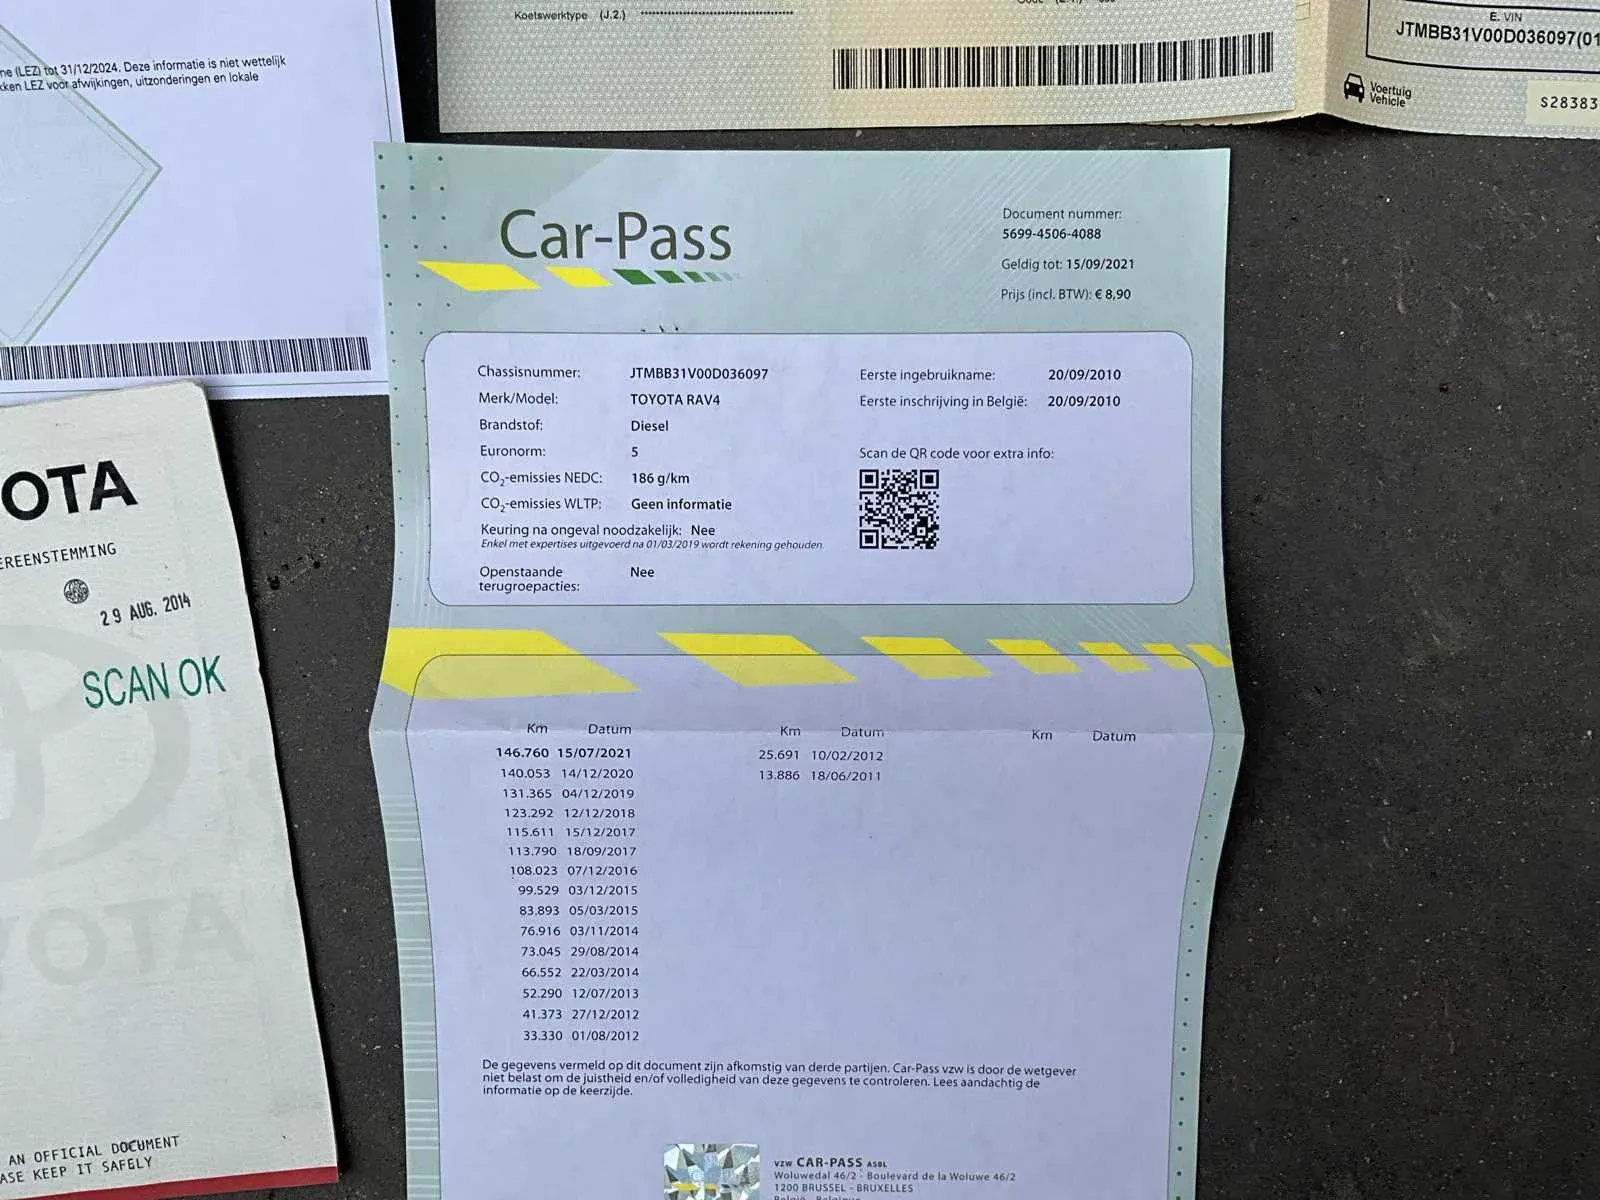 Koetswerktype (J.2.)
E. VIN
JTMBB31V00D036097(01
Voertuig
Vehicle
S28383
ne (LEZ) tot 31/12/2024. Deze informatie is niet wettelijk
kken LEZ voor afwijkingen, uitzonderingen en lokale
Car-Pass
Document nummer:
5699-4506-4088
Geldig tot: 15/09/2021
Prijs (incl. BTW): € 8,90
Chassisnummer: JTMBB31V00D036097
Merk/Model: TOYOTA RAV4
Brandstof: Diesel
Euronorm: 5
CO₂-emissies NEDC: 186 g/km
CO₂-emissies WLTP: Geen informatie
Keuring na ongeval noodzakelijk: Nee
Enkel met expertises uitgevoerd na 01/03/2019 wordt rekening gehouden.
Openstaande Nee
terugroepacties:
Eerste ingebruikname: 20/09/2010
Eerste inschrijving in België: 20/09/2010
Scan de QR code voor extra info:
Km Datum
146.760 15/07/2021
140.053 14/12/2020
131.365 04/12/2019
123.292 12/12/2018
115.611 15/12/2017
113.790 18/09/2017
108.023 07/12/2016
99.529 03/12/2015
83.893 05/03/2015
76.916 03/11/2014
73.045 29/08/2014
66.552 22/03/2014
52.290 12/07/2013
41.373 27/12/2012
33.330 01/08/2012
Km Datum
25.691 10/02/2012
13.886 18/06/2011
Km Datum
De gegevens vermeld op dit document zijn afkomstig van derde partijen. Car-Pass vzw is door de wetgever
niet belast om de juistheid en/of volledigheid van deze gegevens te controleren. Lees aandachtig de
informatie op de keerzijde.
vzw CAR-PASS ASBL
Woluwedal 46/2 - Boulevard de la Woluwe 46/2
1200 BRUSSEL - BRUXELLES
OTA
EREENSTEMMING
29 AUG. 2014
SCAN OK
YOTA
AN OFFICIAL DOCUMENT
ASE KEEP IT SAFELY